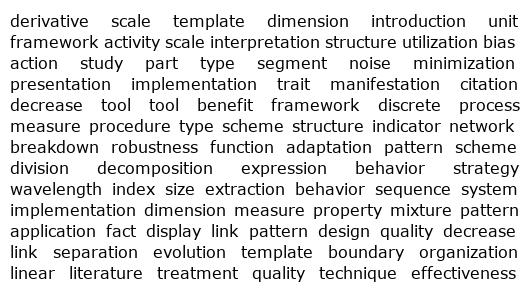 derivative scale template dimension introduction unit
framework activity scale interpretation structure utilization bias
action study part type segment noise minimization
presentation implementation trait manifestation citation
decrease tool tool benefit framework discrete process
measure procedure type scheme structure indicator network
breakdown robustness function adaptation pattern scheme
division decomposition expression behavior strategy
wavelength index size extraction behavior sequence system
implementation dimension measure property mixture pattern
application fact display link pattern design quality decrease
link separation evolution template boundary organization
linear literature treatment quality technique effectiveness